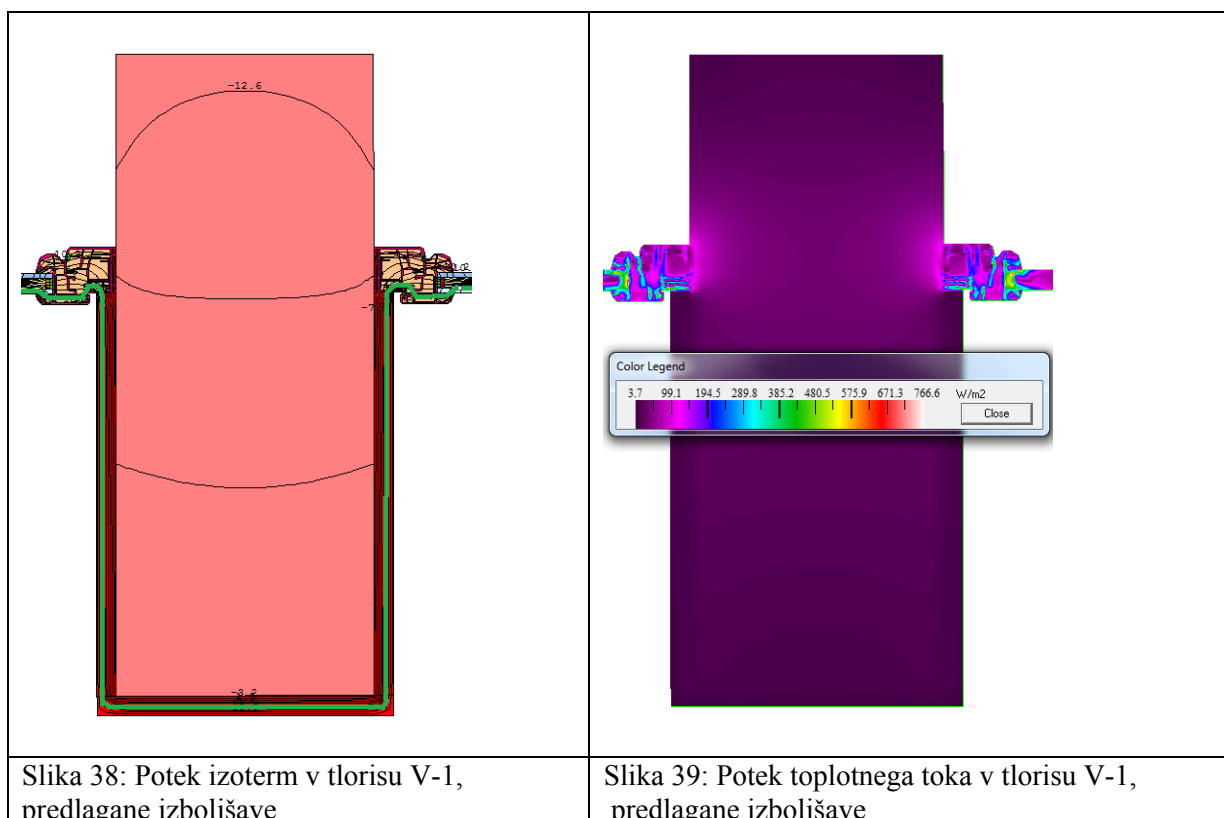 -12.6
-3.2
Color Legend
3.7 99.1 194.5 289.8 385.2 480.5 575.9 671.3 766.6 W/m2
Close
Slika 38: Potek izoterm v tlorisu V-1,
predlagane izboljšave
Slika 39: Potek toplotnega toka v tlorisu V-1,
predlagane izboljšave